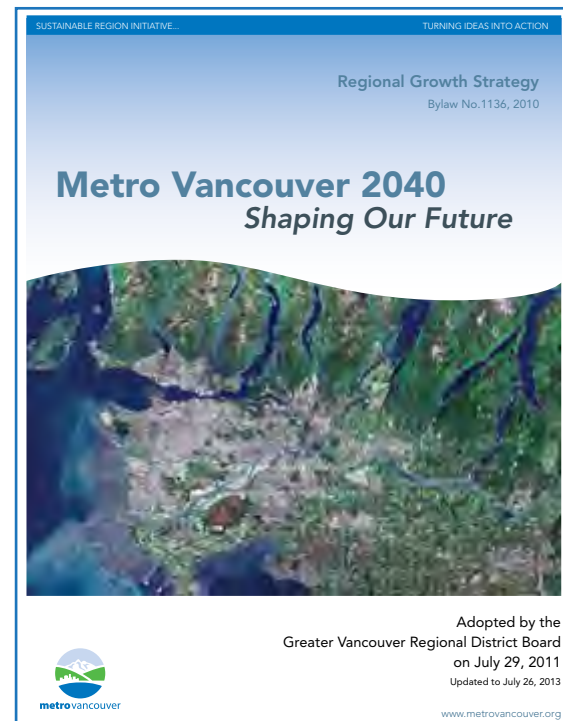 SUSTAINABLE REGION INITIATIVE... TURNING IDEAS INTO ACTION
Regional Growth Strategy
Bylaw No.1136, 2010
Metro Vancouver 2040
Shaping Our Future
Adopted by the
Greater Vancouver Regional District Board
on July 29, 2011
Updated to July 26, 2013
metrovancouver
www.metrovancouver.org